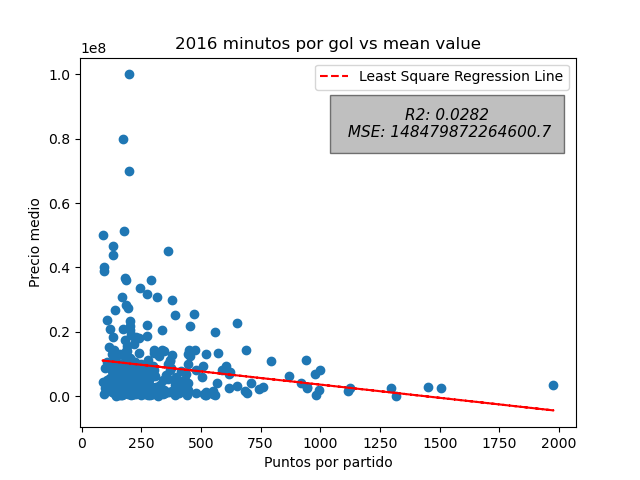 2016 minutos por gol vs mean value
1e8
Least Square Regression Line
R2: 0.0282
MSE: 148479872264600.7
1.0
0.8
0.6
0.4
0.2
0.0
Precio medio
0 250 500 750 1000 1250 1500 1750 2000
Puntos por partido